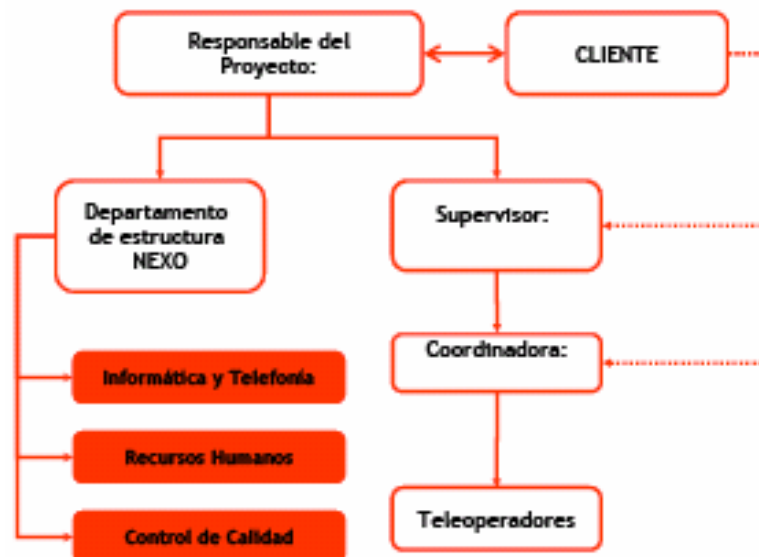 Responsable del
Proyecto:
CLIENTE
Departamento
de estructura
NEXO
Supervisor:
Informática y Telefonía
Coordinadora:
Recursos Humanos
Teleoperadores
Control de Calidad